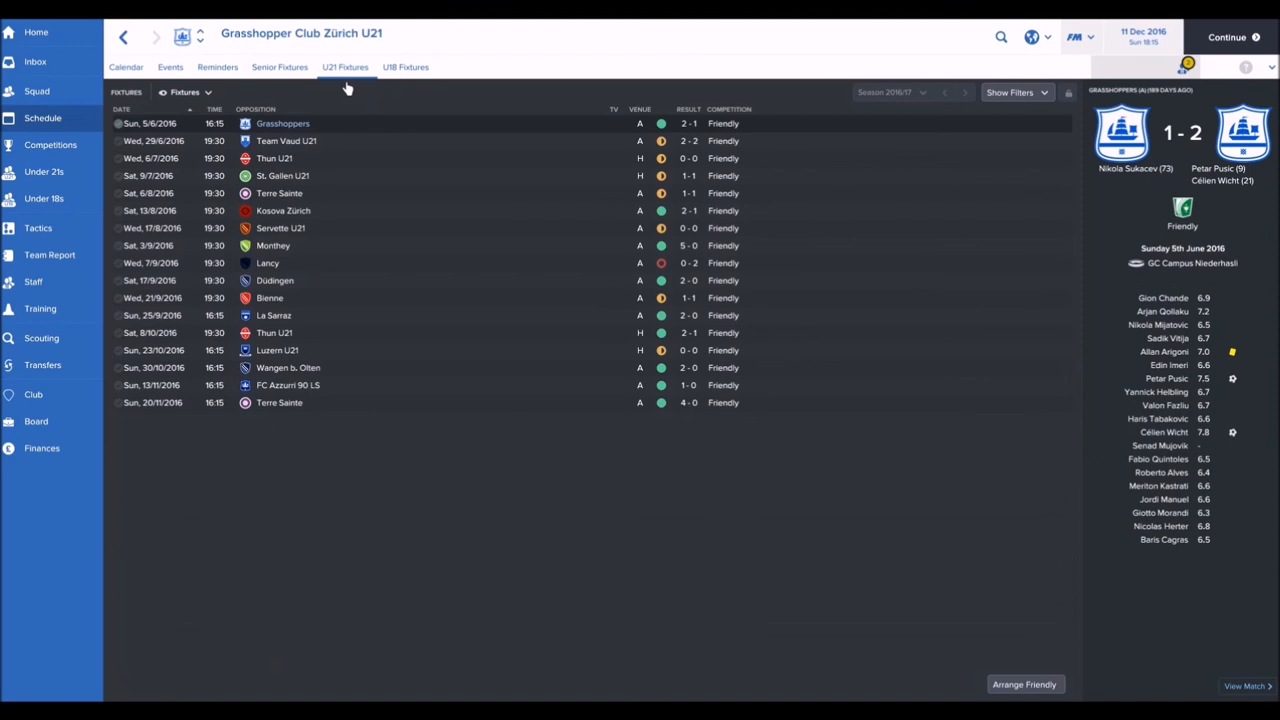 Home
Inbox
Squad
Schedule
Competitions
Under 21s
Under 18s
Tactics
Team Report
Staff
Training
Scouting
Transfers
Club
Board
Finances
Grasshopper Club Zürich U21
FM
11 Dec 2016
Sun 18:15
Continue
Calendar Events Reminders Senior Fixtures U21 Fixtures U18 Fixtures
FIXTURES Fixtures Season 2016/17 Show Filters
DATE TIME OPPOSITION TV VENUE RESULT COMPETITION
Sun, 5/6/2016 16:15 Grasshoppers A 2 - 1 Friendly
Wed, 29/6/2016 19:30 Team Vaud U21 A 2 - 2 Friendly
Wed, 6/7/2016 19:30 Thun U21 H 0 - 0 Friendly
Sat, 9/7/2016 19:30 St. Gallen U21 H 1 - 1 Friendly
Sat, 6/8/2016 19:30 Terre Sainte A 1 - 1 Friendly
Sat, 13/8/2016 19:30 Kosova Zürich A 2 - 1 Friendly
Wed, 17/8/2016 19:30 Servette U21 A 0 - 0 Friendly
Sat, 3/9/2016 19:30 Monthey A 5 - 0 Friendly
Wed, 7/9/2016 19:30 Lancy A 0 - 2 Friendly
Sat, 17/9/2016 19:30 Düdingen A 2 - 0 Friendly
Wed, 21/9/2016 19:30 Bienne A 1 - 1 Friendly
Sun, 25/9/2016 16:15 La Sarraz A 2 - 0 Friendly
Sat, 8/10/2016 19:30 Thun U21 H 2 - 1 Friendly
Sun, 23/10/2016 16:15 Luzern U21 H 0 - 0 Friendly
Sun, 30/10/2016 16:15 Wangen b. Olten A 2 - 0 Friendly
Sun, 13/11/2016 16:15 FC Azzurri 90 LS A 1 - 0 Friendly
Sun, 20/11/2016 16:15 Terre Sainte A 4 - 0 Friendly
Arrange Friendly
GRASSHOPPERS (A) (189 DAYS AGO)
1 - 2
Nikola Sukacev (73) Petar Pusic (9)
Célien Wicht (21)
Friendly
Sunday 5th June 2016
GC Campus Niederhasli
Gion Chande 6.9
Arjan Qollaku 7.2
Nikola Mijatovic 6.5
Sadik Vitija 6.7
Allan Arigoni 7.0
Edin Imeri 6.6
Petar Pusic 7.5
Yannick Helbling 6.7
Valon Fazliu 6.7
Haris Tabakovic 6.6
Célien Wicht 7.8
Senad Mujovik -
Fabio Quintoles 6.5
Roberto Alves 6.4
Meriton Kastrati 6.6
Jordi Manuel 6.6
Giotto Morandi 6.3
Nicolas Herter 6.8
Baris Cagras 6.5
View Match